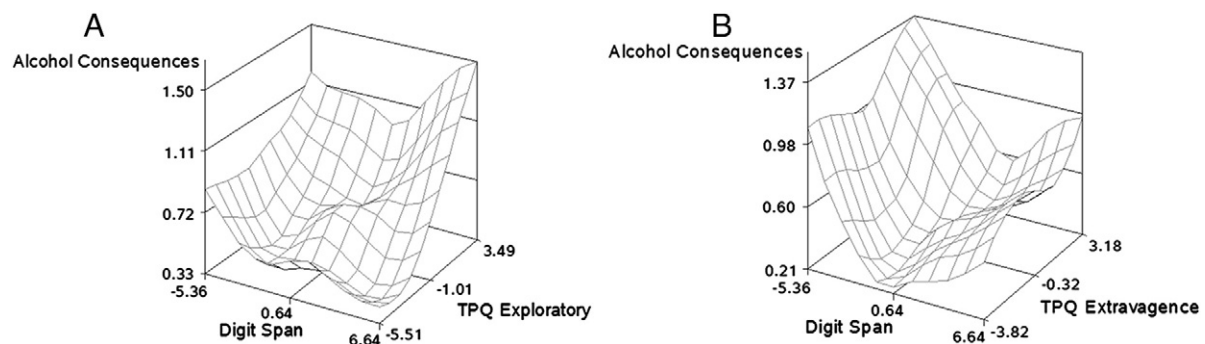 A
Alcohol Consequences
1.50
1.11
0.72
0.33
-5.36
0.64
6.64
Digit Span
-5.51
-1.01
3.49
TPQ Exploratory
B
Alcohol Consequences
1.37
0.98
0.60
0.21
-5.36
0.64
6.64
Digit Span
-3.82
-0.32
3.18
TPQ Extravagence